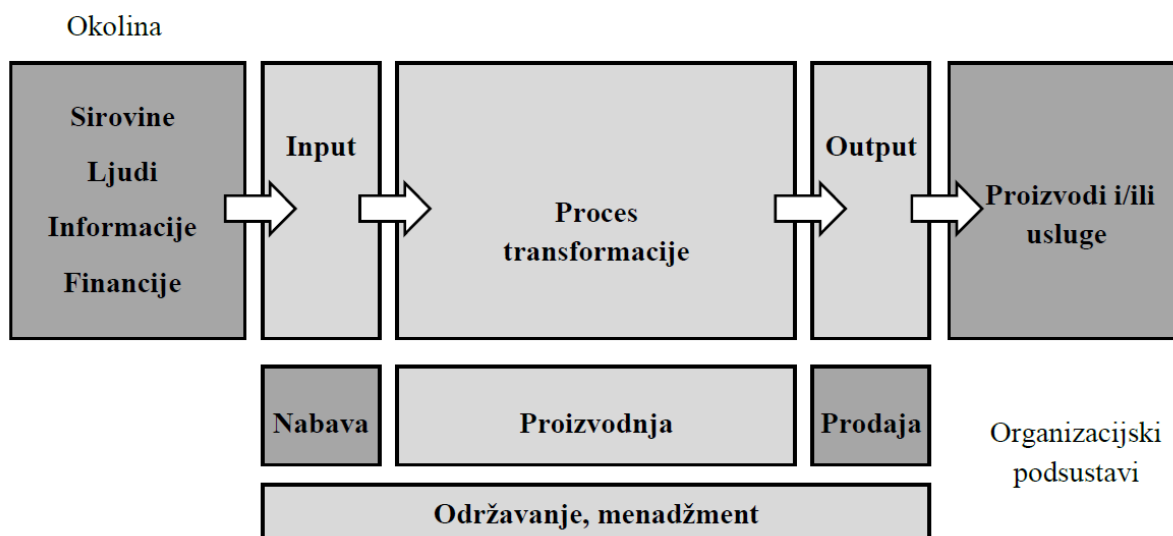 Okolina
Sirovine
Ljudi
Informacije
Financije
Input
Proces
transformacije
Output
Proizvodi i/ili
usluge
Nabava
Proizvodnja
Prodaja
Organizacijski
podsustavi
Održavanje, menadžment